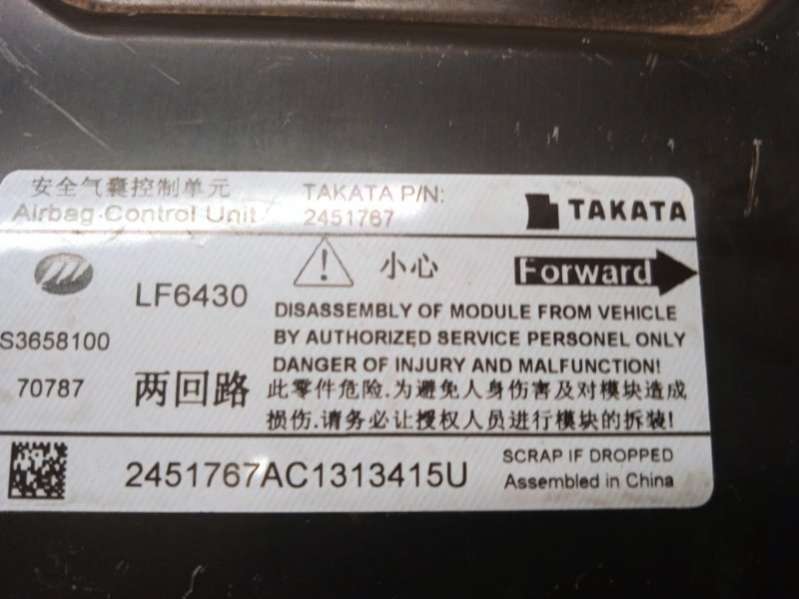 安全气囊控制单元
Airbag Control Unit
TAKATA P/N:
2451767
TAKATA
LF6430
S3658100
70787
两回路
小心
Forward
DISASSEMBLY OF MODULE FROM VEHICLE
BY AUTHORIZED SERVICE PERSONEL ONLY
DANGER OF INJURY AND MALFUNCTION!
此零件危险.为避免人身伤害及对模块造成
损伤.请务必让授权人员进行模块的拆装!
2451767AC1313415U
SCRAP IF DROPPED
Assembled in China